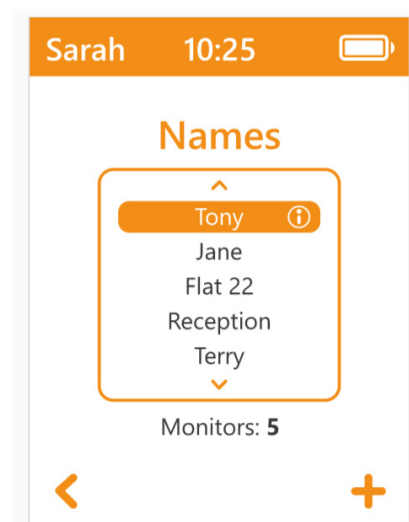 Sarah 10:25
Names
Tony
Jane
Flat 22
Reception
Terry
Monitors: 5